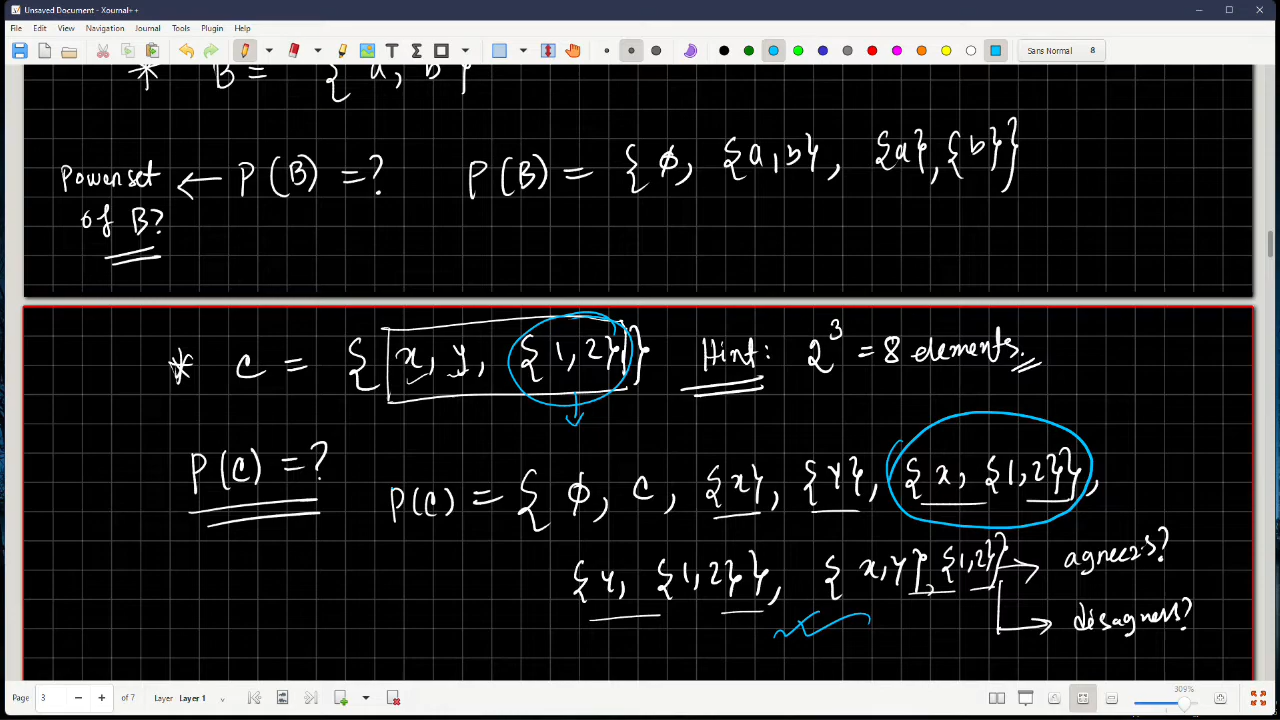 Unsaved Document - Xournal++
File Edit View Navigation Journal Tools Plugin Help
Sans Normal 8
* B = {a, b}
Powerset of B? ← P(B) = ? P(B) = {ϕ, {a,b}, {a}, {b}}
* C = {x, y, {1,2}} Hint: 2³ = 8 elements.
P(C) = ?
P(C) = {ϕ, C, {x}, {y}, {x, {1,2}},
{y, {1,2}}, {x,y}, {1,2}} → agrees?
→ disagrees?
Page 3 of 7 Layer Layer 1 309%